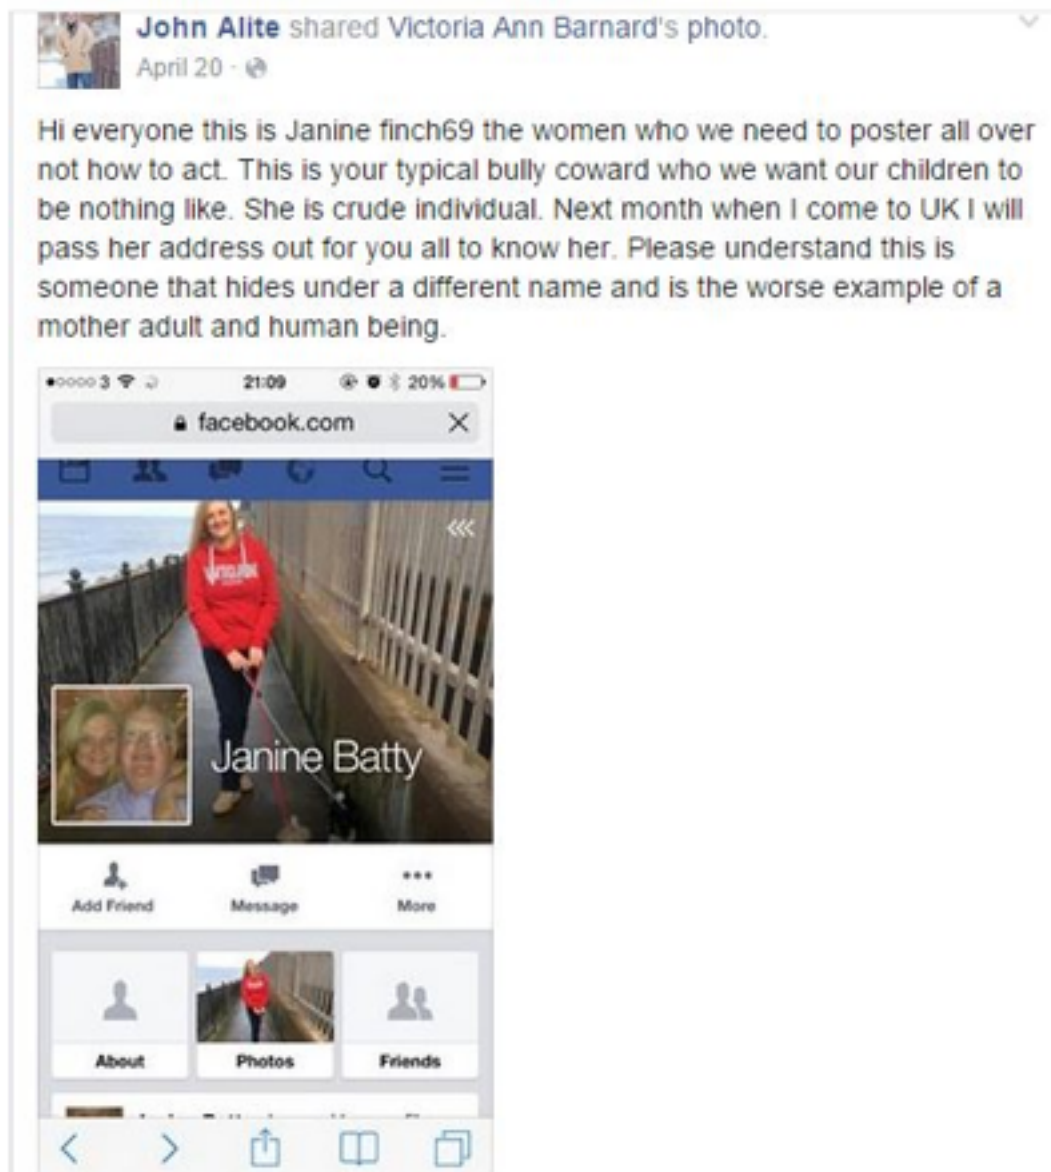 John Alite shared Victoria Ann Barnard's photo.
April 20 ·
Hi everyone this is Janine finch69 the women who we need to poster all over
not how to act. This is your typical bully coward who we want our children to
be nothing like. She is crude individual. Next month when I come to UK I will
pass her address out for you all to know her. Please understand this is
someone that hides under a different name and is the worse example of a
mother adult and human being.
3 21:09 20%
facebook.com
Janine Batty
Add Friend Message More
About Photos Friends